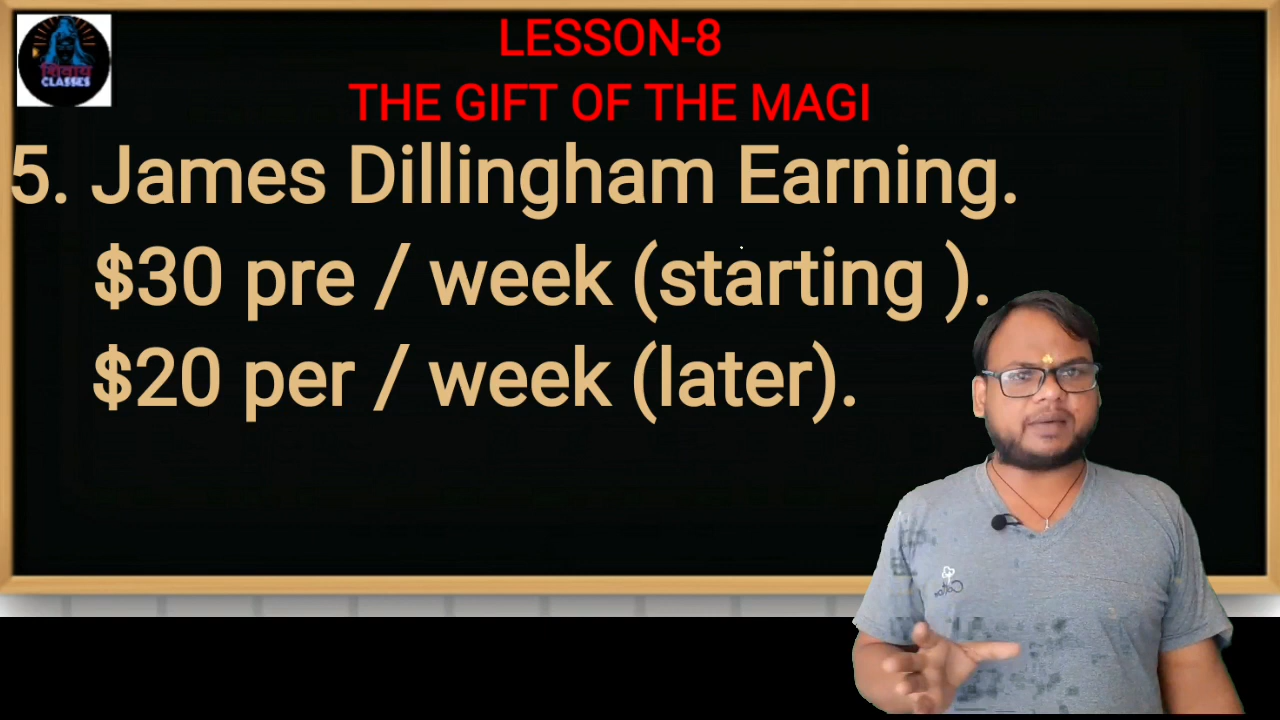 शिवाय
CLASSES
LESSON-8
THE GIFT OF THE MAGI
5. James Dillingham Earning.
$30 pre / week (starting ).
$20 per / week (later).